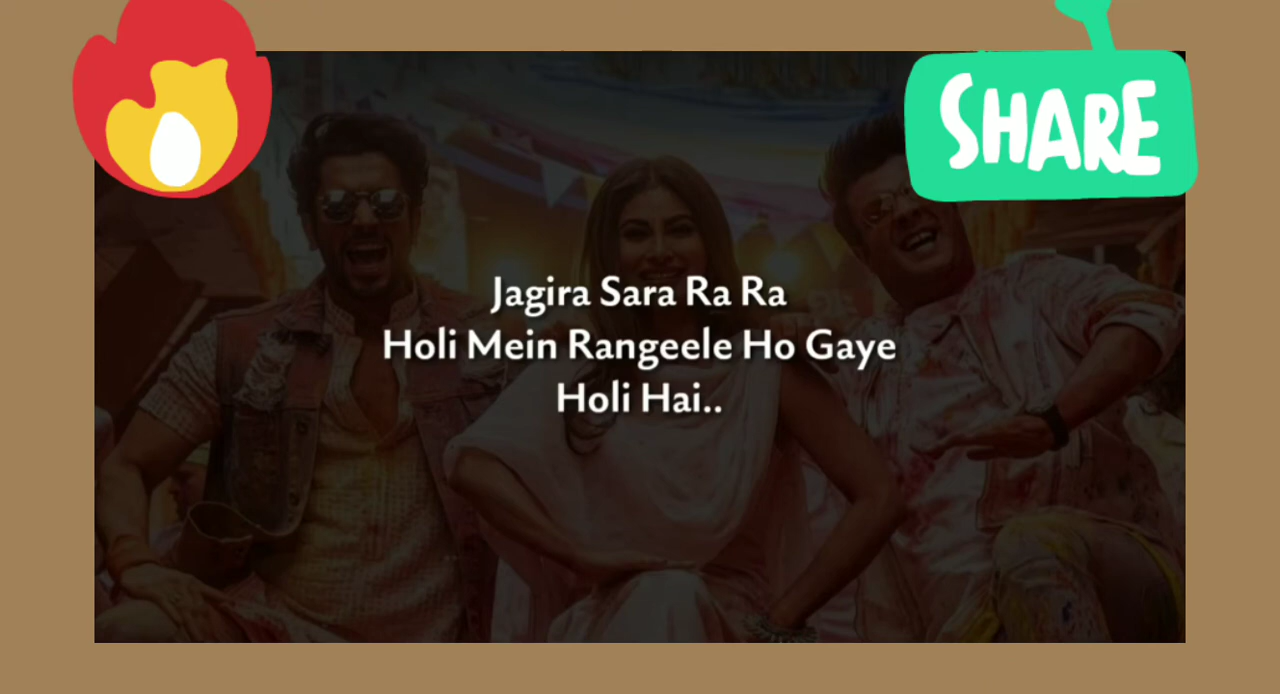 SHARE
Jagira Sara Ra Ra
Holi Mein Rangeele Ho Gaye
Holi Hai..